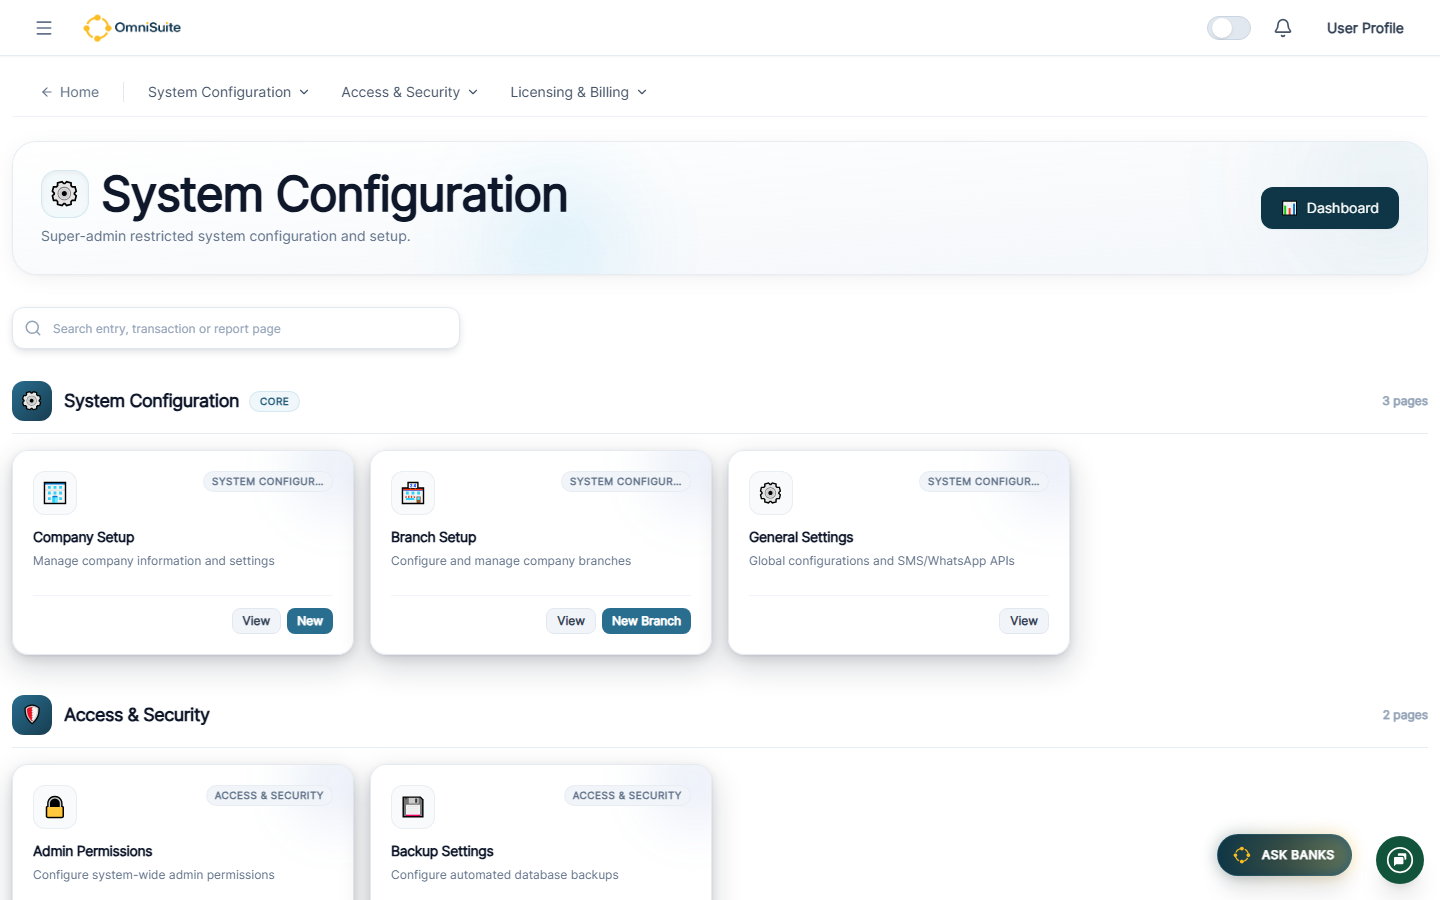 OmniSuite
User Profile
Home
System Configuration
Access & Security
Licensing & Billing
System Configuration
Super-admin restricted system configuration and setup.
Dashboard
Search entry, transaction or report page
System Configuration
CORE
3 pages
SYSTEM CONFIGUR...
Company Setup
Manage company information and settings
View
New
SYSTEM CONFIGUR...
Branch Setup
Configure and manage company branches
View
New Branch
SYSTEM CONFIGUR...
General Settings
Global configurations and SMS/WhatsApp APIs
View
Access & Security
2 pages
ACCESS & SECURITY
Admin Permissions
Configure system-wide admin permissions
ACCESS & SECURITY
Backup Settings
Configure automated database backups
ASK BANKS